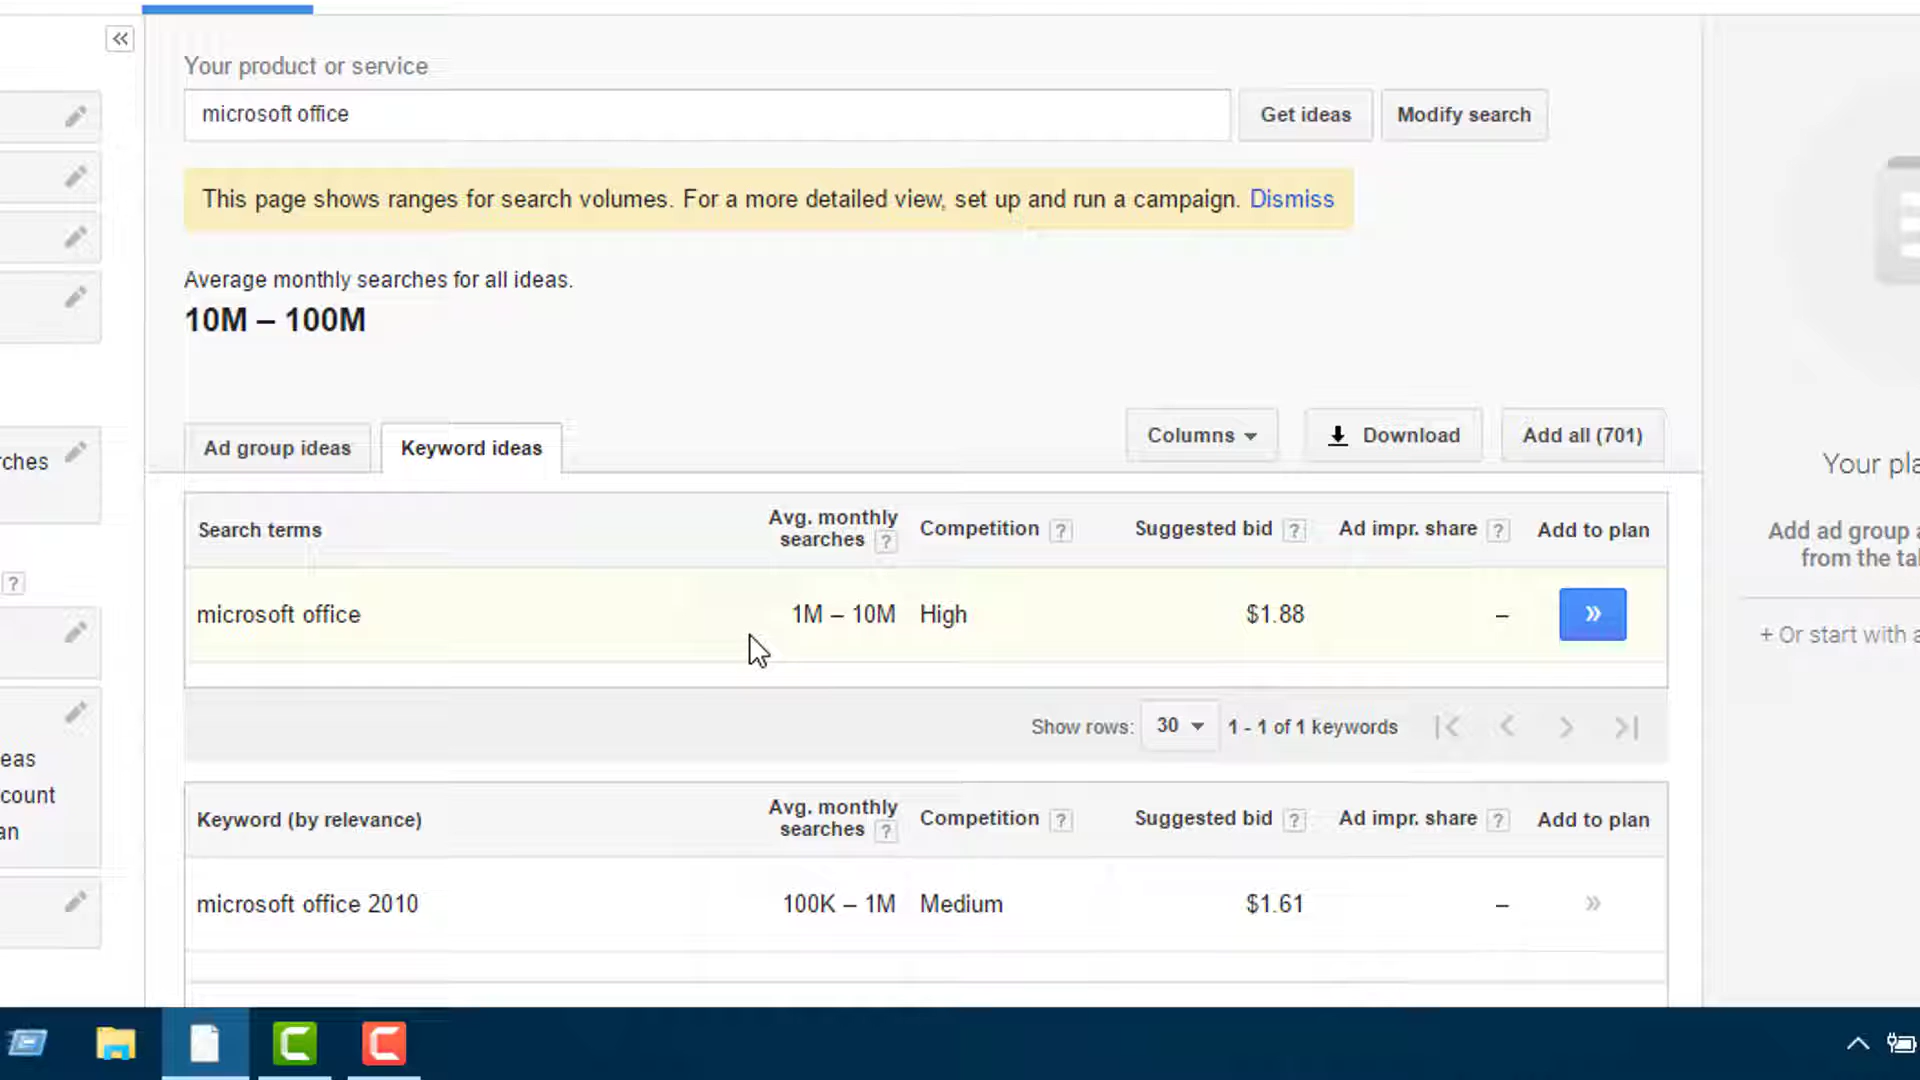 Your product or service
microsoft office
Get ideas
Modify search
This page shows ranges for search volumes. For a more detailed view, set up and run a campaign. Dismiss
Average monthly searches for all ideas.
10M – 100M
Ad group ideas
Keyword ideas
Columns
Download
Add all (701)
Search terms
Avg. monthly
searches ?
Competition ?
Suggested bid ?
Ad impr. share ?
Add to plan
microsoft office
1M – 10M
High
$1.88
–
»
Show rows: 30
1 - 1 of 1 keywords
Keyword (by relevance)
Avg. monthly
searches ?
Competition ?
Suggested bid ?
Ad impr. share ?
Add to plan
microsoft office 2010
100K – 1M
Medium
$1.61
–
»
?
count
an
Your
Add ad group
from the
+ Or start with a